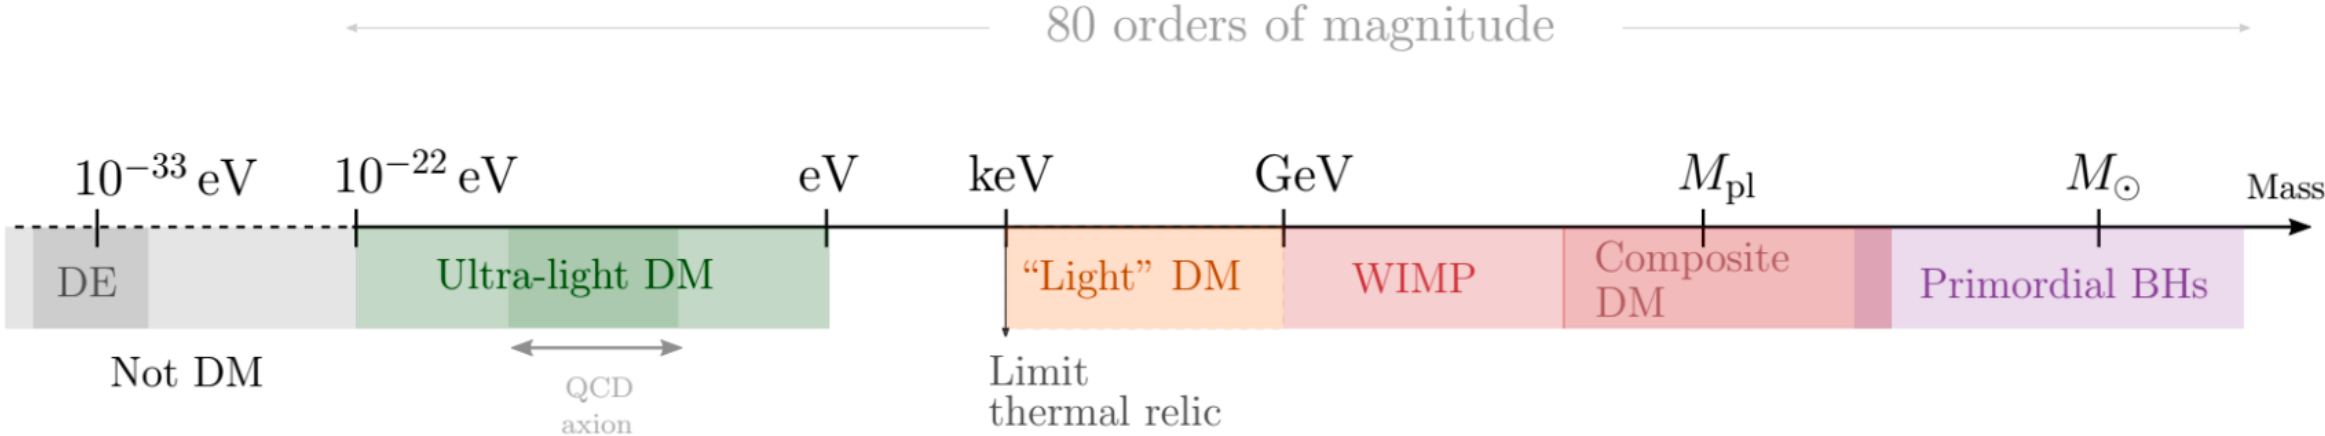 80 orders of magnitude
10⁻³³ eV 10⁻²² eV eV keV GeV M_pl M_⊙ Mass
DE Ultra-light DM “Light” DM WIMP Composite DM Primordial BHs
Not DM
QCD
axion
Limit
thermal relic